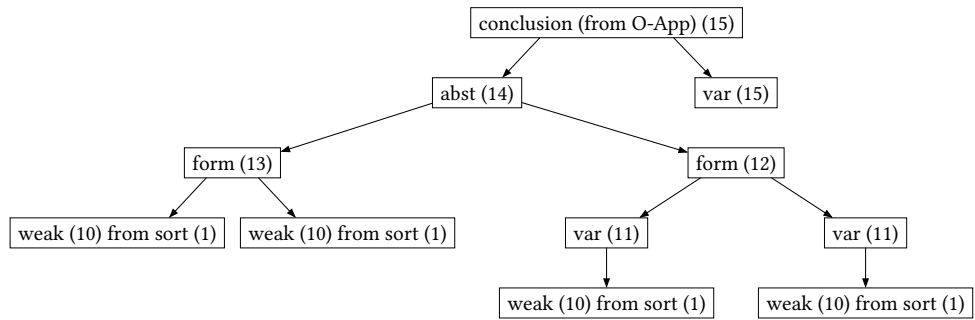 conclusion (from O-App) (15)
abst (14)
var (15)
form (13)
form (12)
weak (10) from sort (1)
weak (10) from sort (1)
var (11)
var (11)
weak (10) from sort (1)
weak (10) from sort (1)